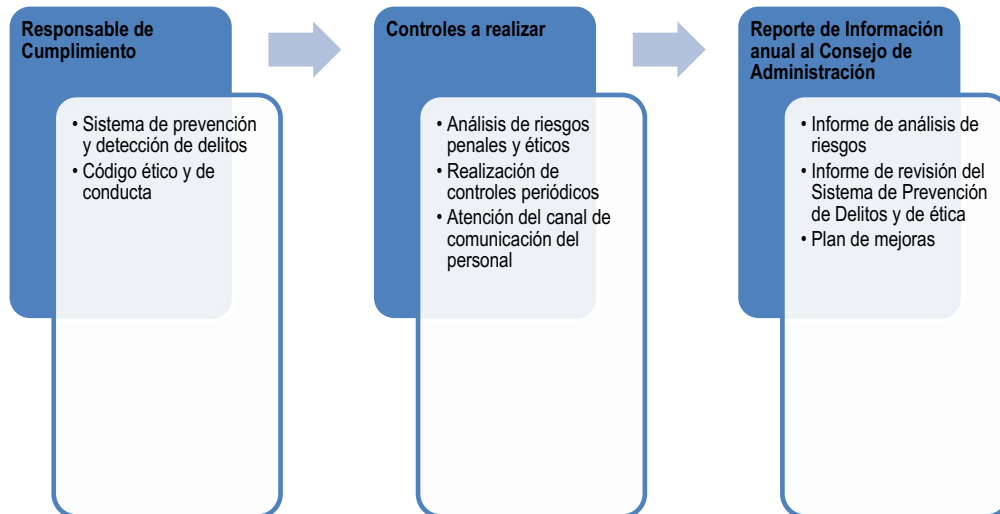 Responsable de
Cumplimiento
• Sistema de prevención
y detección de delitos
• Código ético y de
conducta
Controles a realizar
• Análisis de riesgos
penales y éticos
• Realización de
controles periódicos
• Atención del canal de
comunicación del
personal
Reporte de Información
anual al Consejo de
Administración
• Informe de análisis de
riesgos
• Informe de revisión del
Sistema de Prevención
de Delitos y de ética
• Plan de mejoras